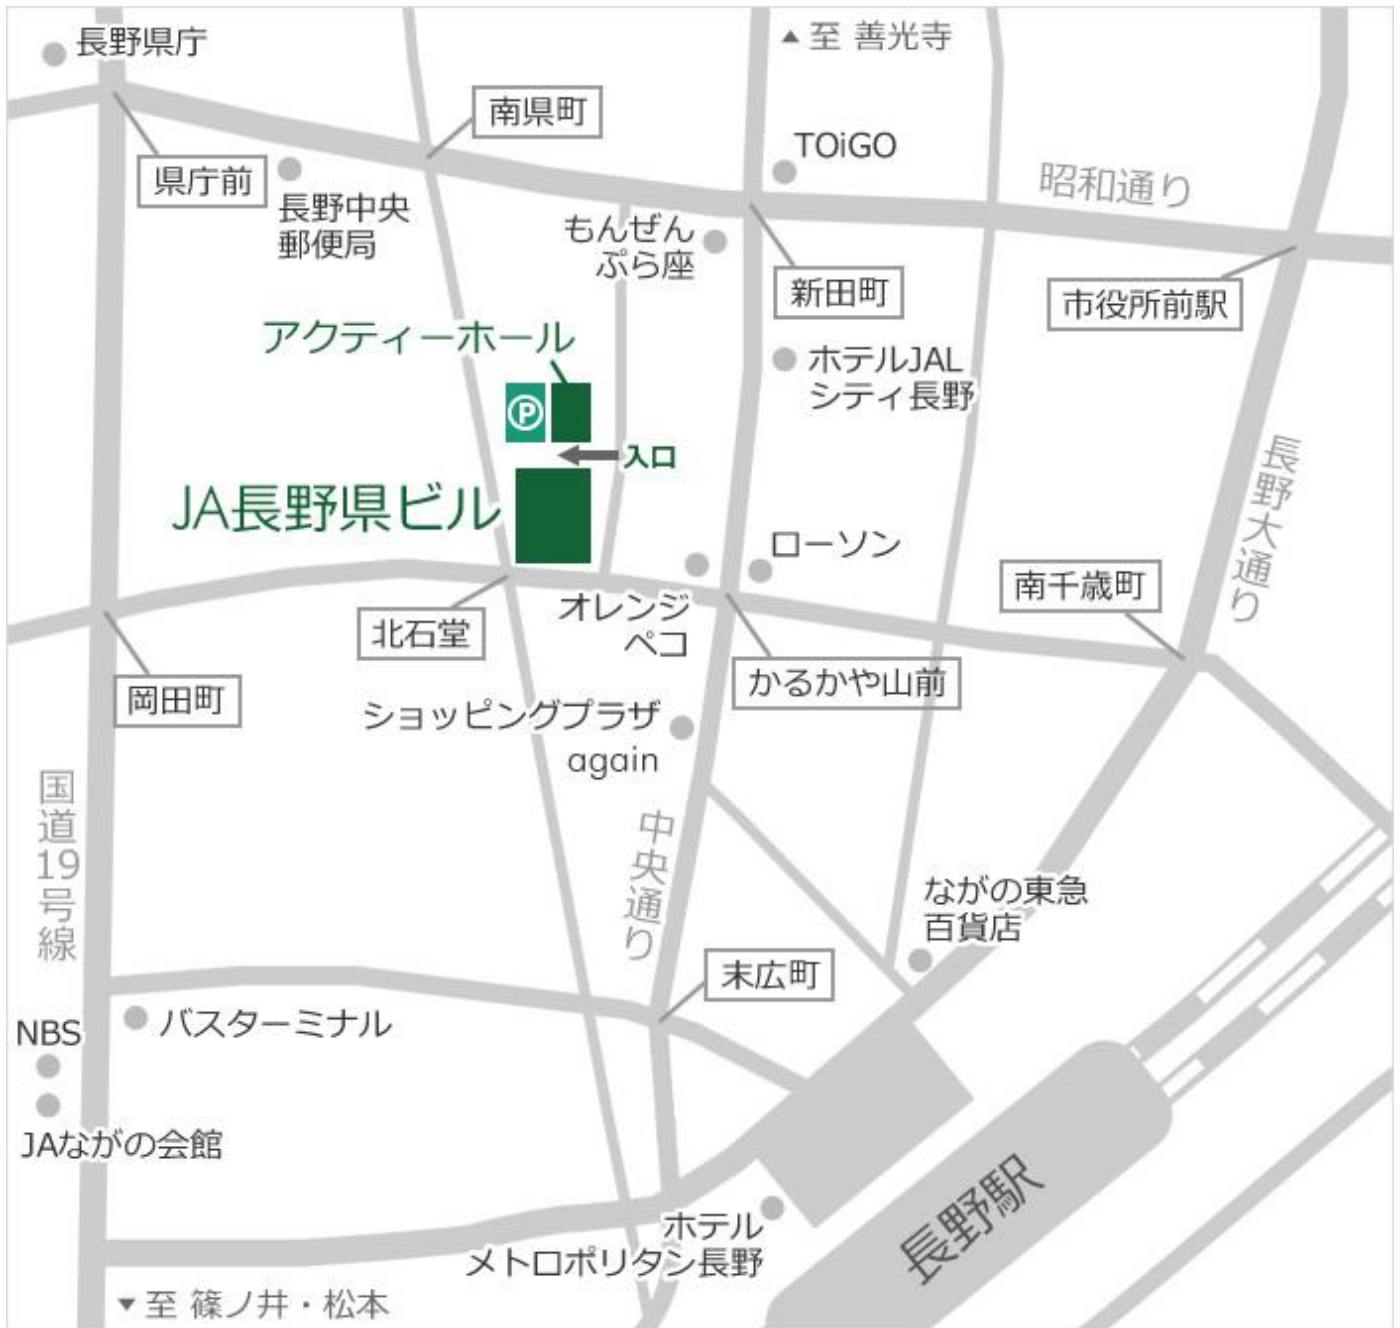 長野県庁
▲ 至 善光寺
南県町
TOiGO
県庁前
長野中央
郵便局
昭和通り
もんぜん
ぷら座
新田町
市役所前駅
アクティーホール
ホテルJAL
シティ長野
P
入口
JA長野県ビル
長野大通り
ローソン
南千歳町
オレンジ
ペコ
北石堂
かるかや山前
岡田町
ショッピングプラザ
again
国道19号線
中央通り
ながの東急
百貨店
末広町
バスターミナル
NBS
JAながの会館
長野駅
ホテル
メトロポリタン長野
▼ 至 篠ノ井・松本